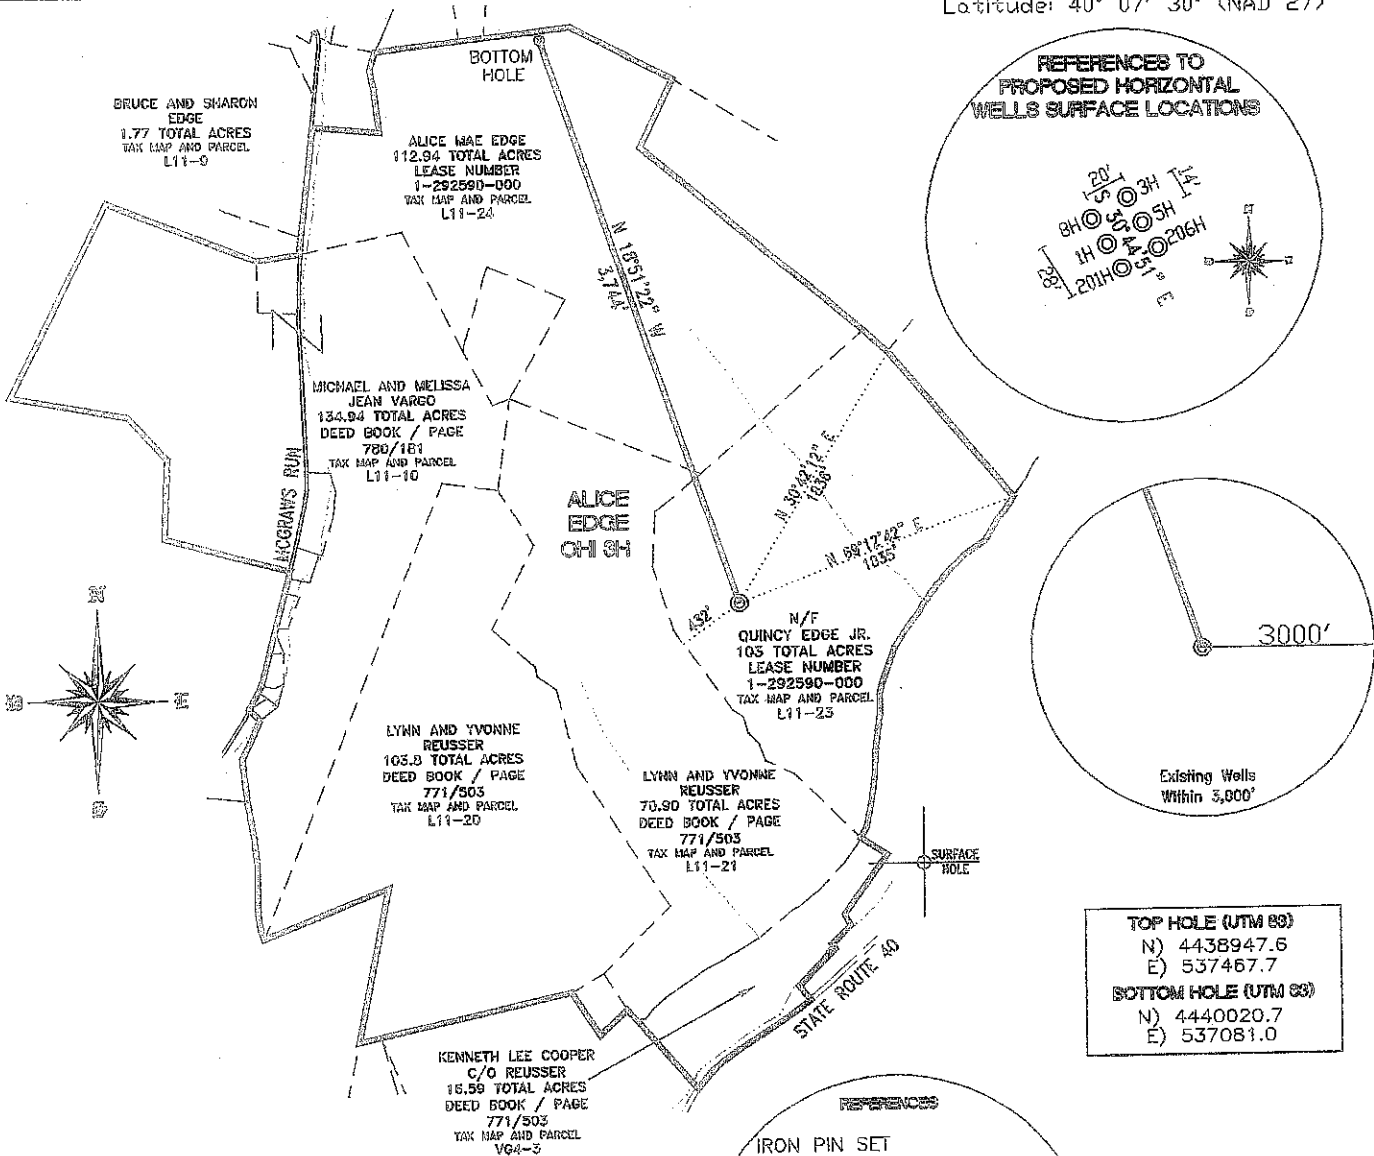 Latitude: 40° 07' 30" (NAD 27)
BOTTOM
HOLE
REFERENCES TO
PROPOSED HORIZONTAL
WELLS SURFACE LOCATIONS
20'
14'
3H
8H
5H
1H
206H
201H
28'
S 30°44'51" E
BRUCE AND SHARON
EDGE
1.77 TOTAL ACRES
TAX MAP AND PARCEL
L11-9
ALICE MAE EDGE
112.94 TOTAL ACRES
LEASE NUMBER
1-292590-000
TAX MAP AND PARCEL
L11-24
N 18°51'22" W
3,744'
MICHAEL AND MELISSA
JEAN VARGO
134.94 TOTAL ACRES
DEED BOOK / PAGE
780/181
TAX MAP AND PARCEL
L11-10
MCGRAWS RUN
ALICE
EDGE
OHI 3H
N 30°42'12" E
1036'
N 69°12'42" E
1035'
432'
N/F
QUINCY EDGE JR.
103 TOTAL ACRES
LEASE NUMBER
1-292590-000
TAX MAP AND PARCEL
L11-23
3000'
Existing Wells
Within 3,000'
N
E
S
LYNN AND YVONNE
REUSSER
103.8 TOTAL ACRES
DEED BOOK / PAGE
771/503
TAX MAP AND PARCEL
L11-20
LYNN AND YVONNE
REUSSER
70.90 TOTAL ACRES
DEED BOOK / PAGE
771/503
TAX MAP AND PARCEL
L11-21
SURFACE
HOLE
STATE ROUTE 40
TOP HOLE (UTM 83)
N) 4438947.6
E) 537467.7
BOTTOM HOLE (UTM 83)
N) 4440020.7
E) 537081.0
KENNETH LEE COOPER
C/O REUSSER
16.59 TOTAL ACRES
DEED BOOK / PAGE
771/503
TAX MAP AND PARCEL
VG4-3
REFERENCES
IRON PIN SET